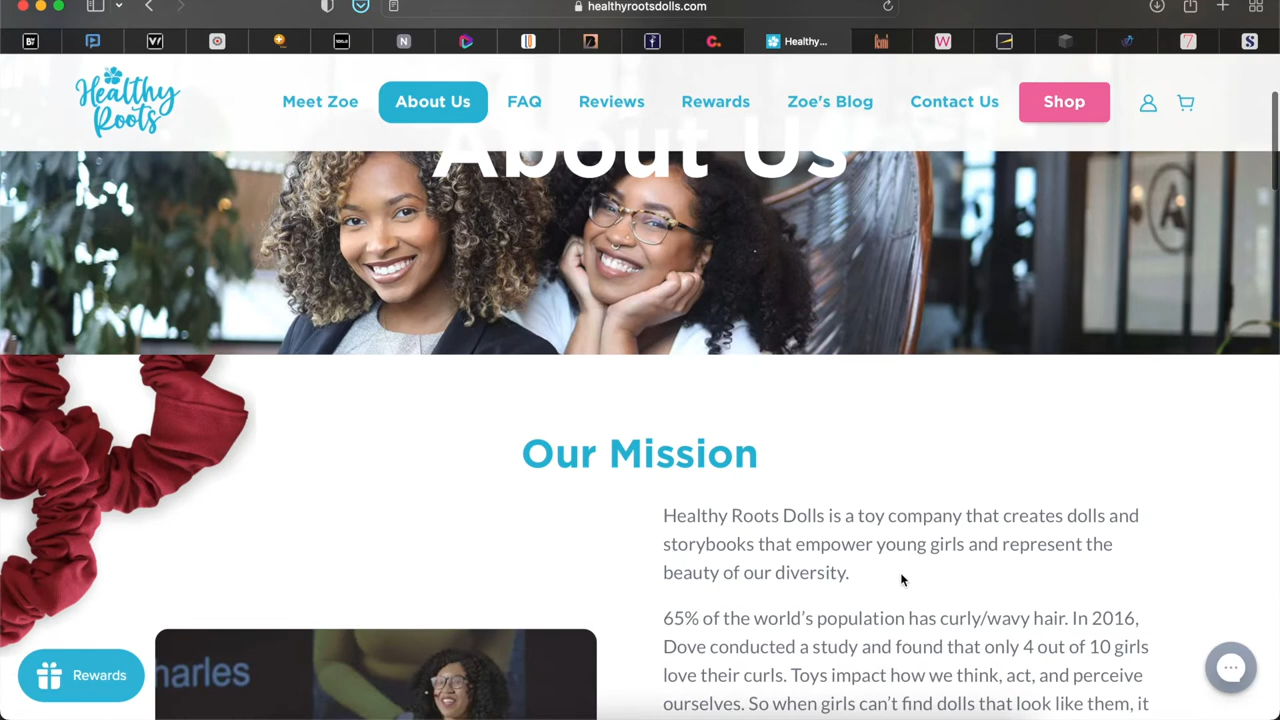 healthyrootsdolls.com
Healthy...
Healthy Roots
Meet Zoe
About Us
FAQ
Reviews
Rewards
Zoe's Blog
Contact Us
Shop
About Us
Our Mission
Healthy Roots Dolls is a toy company that creates dolls and
storybooks that empower young girls and represent the
beauty of our diversity.
65% of the world's population has curly/wavy hair. In 2016,
Dove conducted a study and found that only 4 out of 10 girls
love their curls. Toys impact how we think, act, and perceive
ourselves. So when girls can't find dolls that look like them, it
harles
Rewards